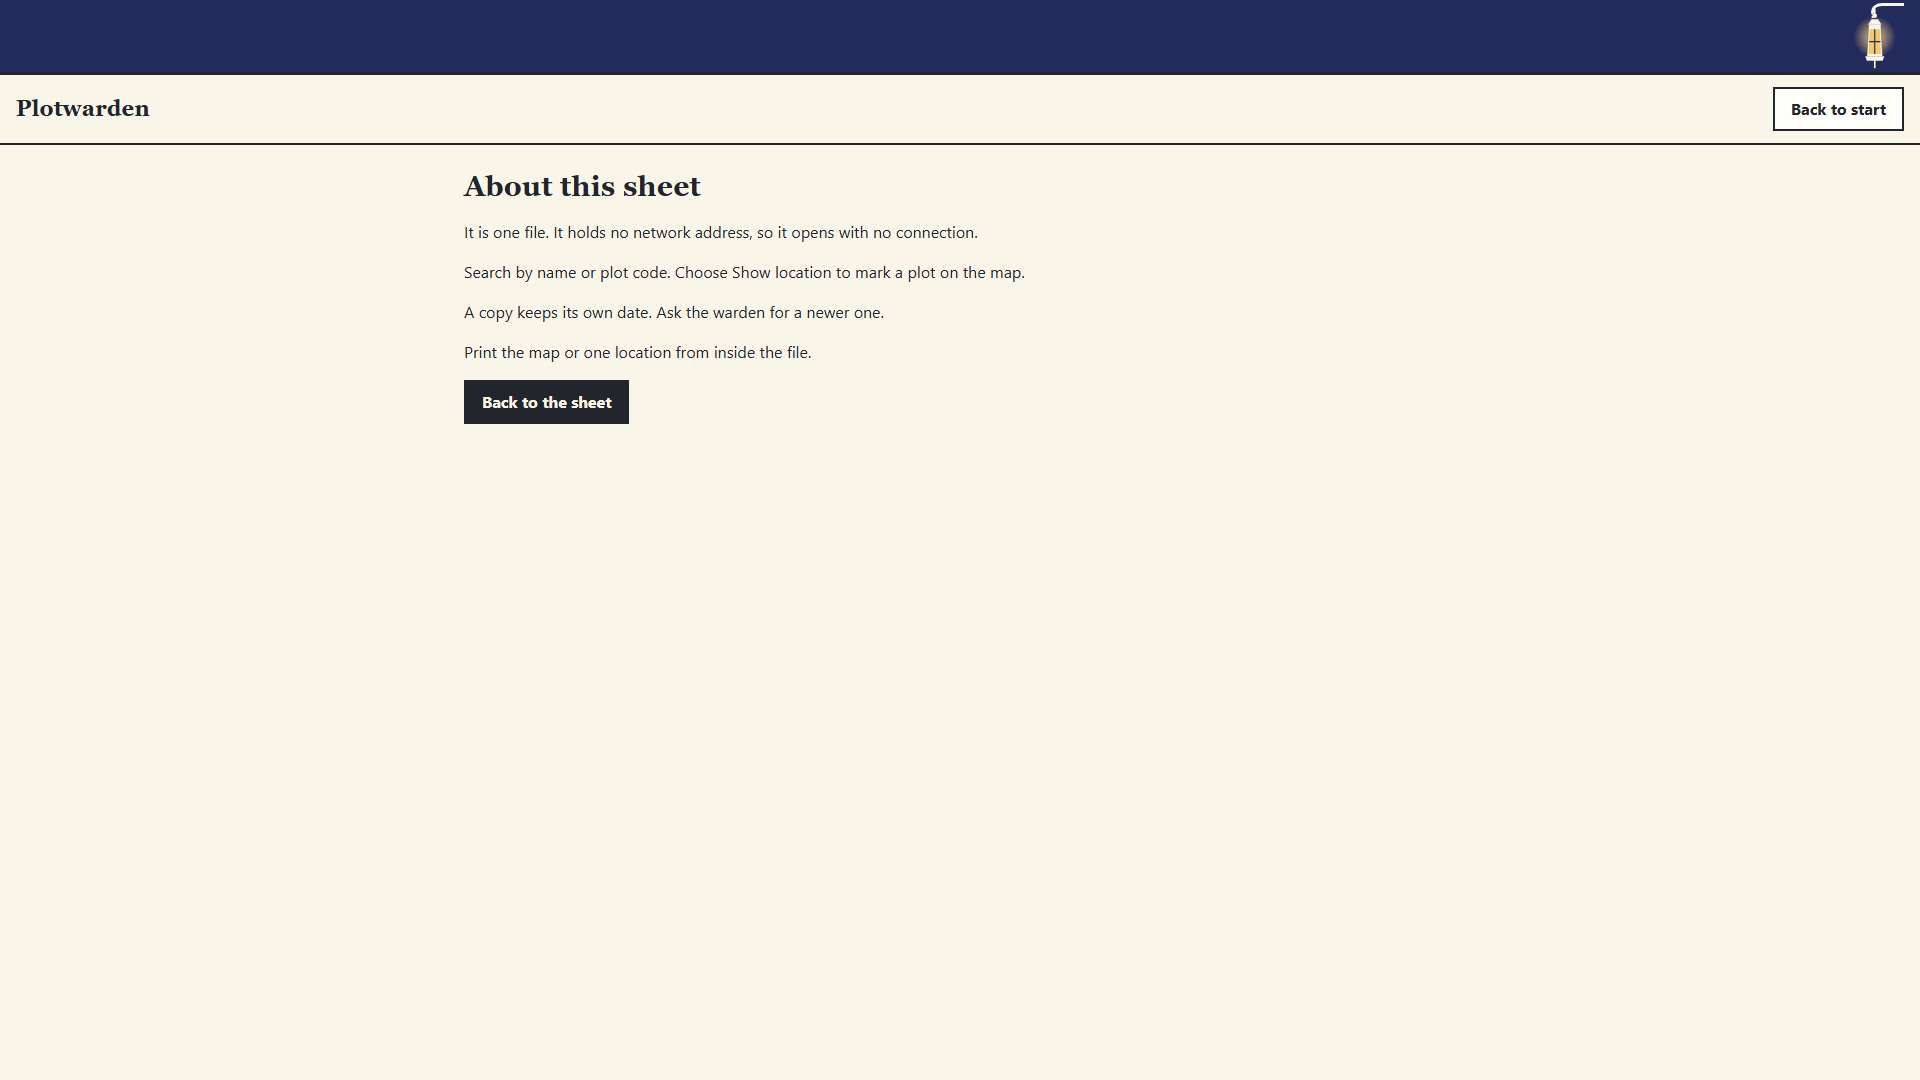 Plotwarden
Back to start
About this sheet
It is one file. It holds no network address, so it opens with no connection.
Search by name or plot code. Choose Show location to mark a plot on the map.
A copy keeps its own date. Ask the warden for a newer one.
Print the map or one location from inside the file.
Back to the sheet